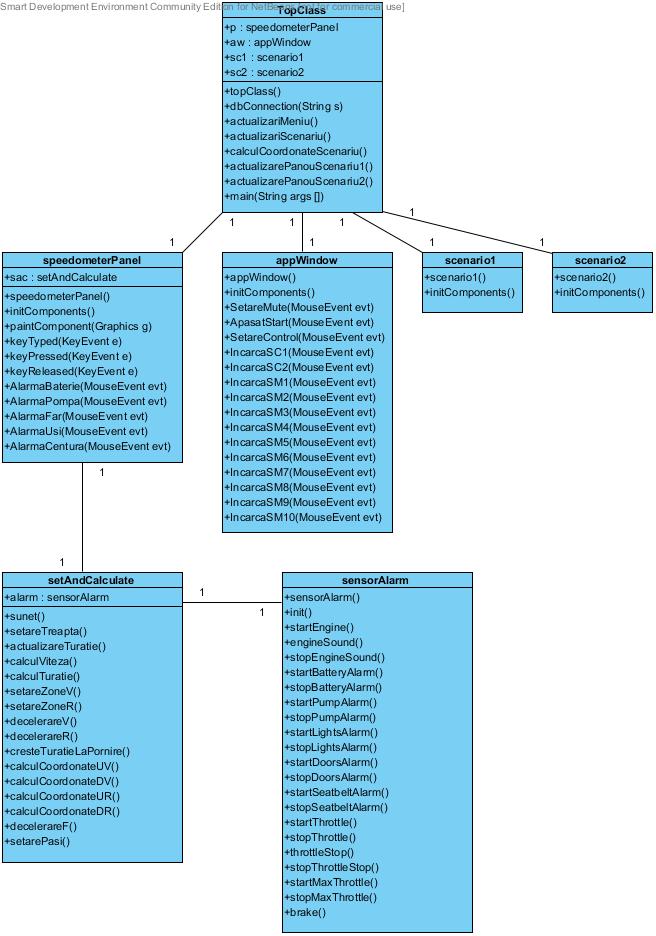 Smart Development Environment Community Edition for NetBeans [not for commercial use]
TopClass
+p : speedometerPanel
+aw : appWindow
+sc1 : scenario1
+sc2 : scenario2
+topClass()
+dbConnection(String s)
+actualizariMeniu()
+actualizariScenariu()
+calculCoordonateScenariu()
+actualizarePanouScenariu1()
+actualizarePanouScenariu2()
+main(String args [])
1
1
1
1
1
1
1
1
speedometerPanel
+sac : setAndCalculate
+speedometerPanel()
+initComponents()
+paintComponent(Graphics g)
+keyTyped(KeyEvent e)
+keyPressed(KeyEvent e)
+keyReleased(KeyEvent e)
+AlarmaBaterie(MouseEvent evt)
+AlarmaPompa(MouseEvent evt)
+AlarmaFar(MouseEvent evt)
+AlarmaUsi(MouseEvent evt)
+AlarmaCentura(MouseEvent evt)
appWindow
+appWindow()
+initComponents()
+SetareMute(MouseEvent evt)
+ApasatStart(MouseEvent evt)
+SetareControl(MouseEvent evt)
+IncarcaSC1(MouseEvent evt)
+IncarcaSC2(MouseEvent evt)
+IncarcaSM1(MouseEvent evt)
+IncarcaSM2(MouseEvent evt)
+IncarcaSM3(MouseEvent evt)
+IncarcaSM4(MouseEvent evt)
+IncarcaSM5(MouseEvent evt)
+IncarcaSM6(MouseEvent evt)
+IncarcaSM7(MouseEvent evt)
+IncarcaSM8(MouseEvent evt)
+IncarcaSM9(MouseEvent evt)
+IncarcaSM10(MouseEvent evt)
scenario1
+scenario1()
+initComponents()
scenario2
+scenario2()
+initComponents()
1
1
setAndCalculate
+alarm : sensorAlarm
+sunet()
+setareTreapta()
+actualizareTuratie()
+calculViteza()
+calculTuratie()
+setareZoneV()
+setareZoneR()
+decelerareV()
+decelerareR()
+cresteTuratieLaPornire()
+calculCoordonateUV()
+calculCoordonateDV()
+calculCoordonateUR()
+calculCoordonateDR()
+decelerareF()
+setarePasi()
1
1
sensorAlarm
+sensorAlarm()
+init()
+startEngine()
+engineSound()
+stopEngineSound()
+startBatteryAlarm()
+stopBatteryAlarm()
+startPumpAlarm()
+stopPumpAlarm()
+startLightsAlarm()
+stopLightsAlarm()
+startDoorsAlarm()
+stopDoorsAlarm()
+startSeatbeltAlarm()
+stopSeatbeltAlarm()
+startThrottle()
+stopThrottle()
+throttleStop()
+stopThrottleStop()
+startMaxThrottle()
+stopMaxThrottle()
+brake()